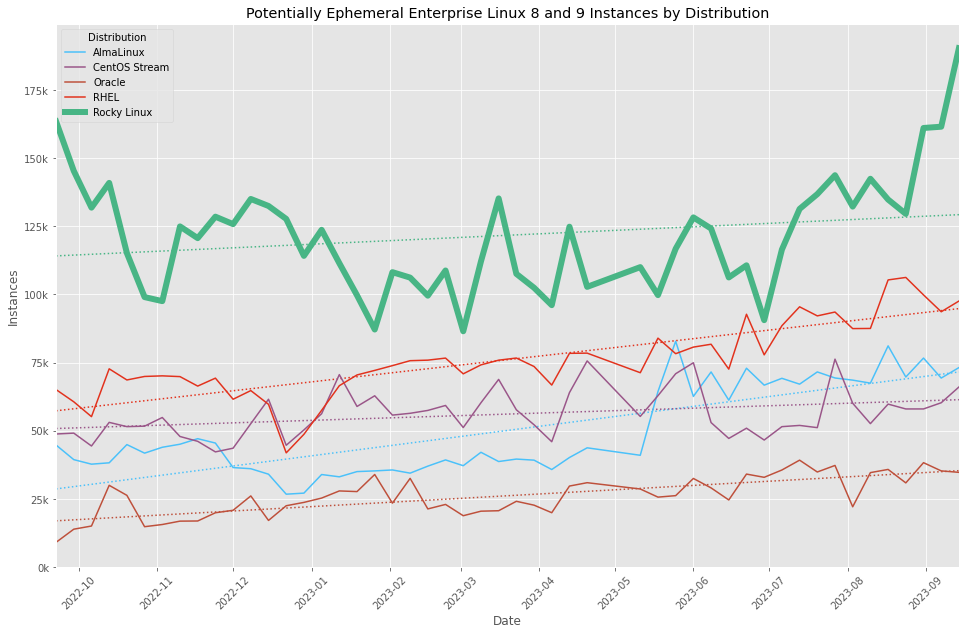 Potentially Ephemeral Enterprise Linux 8 and 9 Instances by Distribution
Distribution
AlmaLinux
CentOS Stream
Oracle
RHEL
Rocky Linux
Instances
175k
150k
125k
100k
75k
50k
25k
0k
2022-10
2022-11
2022-12
2023-01
2023-02
2023-03
2023-04
2023-05
2023-06
2023-07
2023-08
2023-09
Date